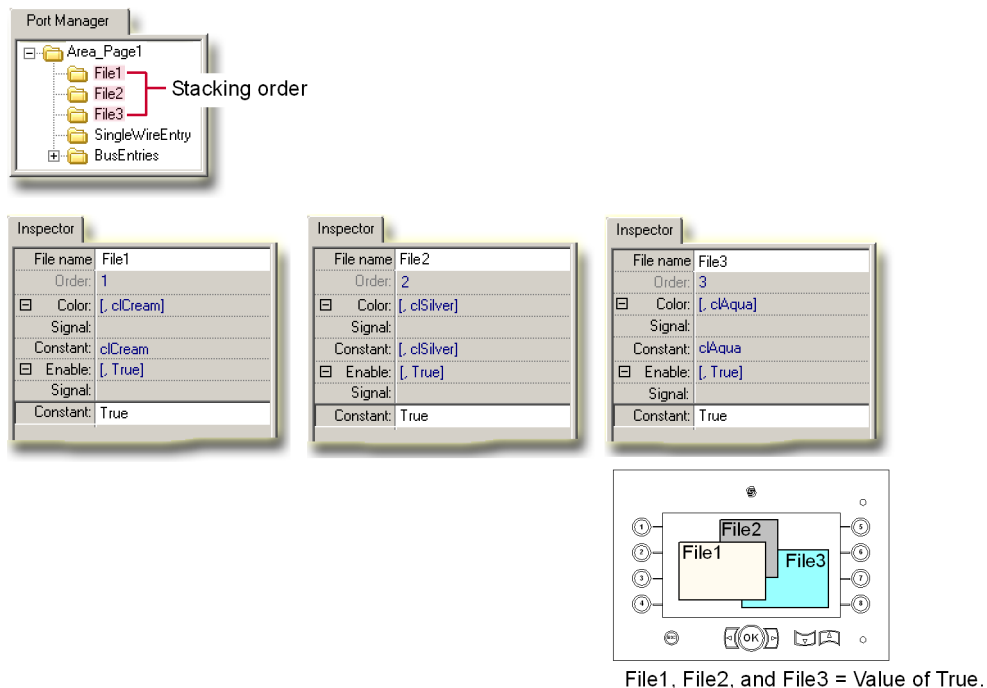 Port Manager
Area_Page1
File1
File2
File3
SingleWireEntry
BusEntries
Stacking order
Inspector
File name File1
Order: 1
Color: [, clCream]
Signal:
Constant: clCream
Enable: [, True]
Signal:
Constant: True
Inspector
File name File2
Order: 2
Color: [, clSilver]
Signal:
Constant: [, clSilver]
Enable: [, True]
Signal:
Constant: True
Inspector
File name File3
Order: 3
Color: [, clAqua]
Signal:
Constant: clAqua
Enable: [, True]
Signal:
Constant: True
1
2
3
4
5
6
7
8
File2
File1
File3
OK
File1, File2, and File3 = Value of True.